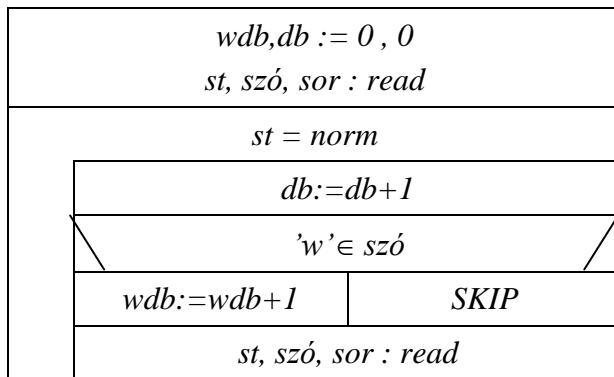 wdb,db := 0 , 0
st, szó, sor : read
st = norm
db:=db+1
’w’∈ szó
wdb:=wdb+1 SKIP
st, szó, sor : read